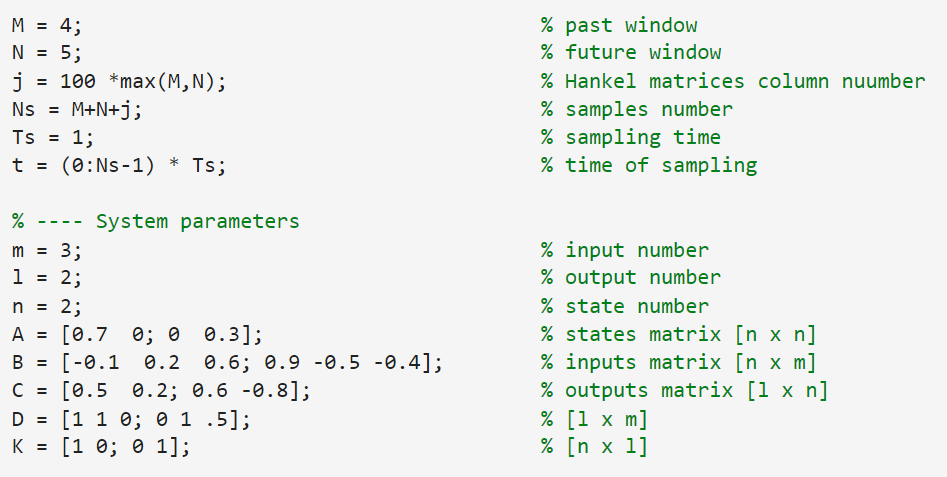 M = 4; % past window
N = 5; % future window
j = 100 *max(M,N); % Hankel matrices column nuumber
Ns = M+N+j; % samples number
Ts = 1; % sampling time
t = (0:Ns-1) * Ts; % time of sampling
% ---- System parameters
m = 3; % input number
l = 2; % output number
n = 2; % state number
A = [0.7  0; 0  0.3]; % states matrix [n x n]
B = [-0.1  0.2  0.6; 0.9 -0.5 -0.4]; % inputs matrix [n x m]
C = [0.5  0.2; 0.6 -0.8]; % outputs matrix [l x n]
D = [1 1 0; 0 1 .5]; % [l x m]
K = [1 0; 0 1]; % [n x l]